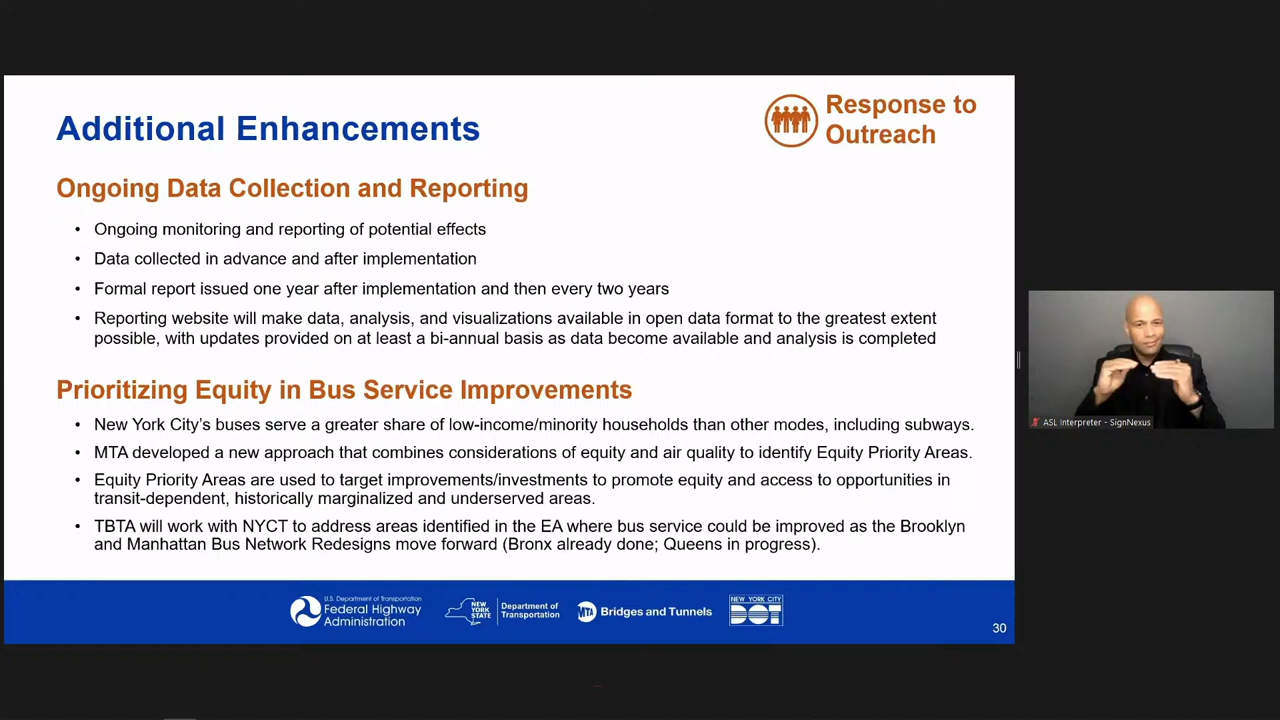 Additional Enhancements
Response to
Outreach
Ongoing Data Collection and Reporting
• Ongoing monitoring and reporting of potential effects
• Data collected in advance and after implementation
• Formal report issued one year after implementation and then every two years
• Reporting website will make data, analysis, and visualizations available in open data format to the greatest extent
possible, with updates provided on at least a bi-annual basis as data become available and analysis is completed
Prioritizing Equity in Bus Service Improvements
• New York City's buses serve a greater share of low-income/minority households than other modes, including subways.
• MTA developed a new approach that combines considerations of equity and air quality to identify Equity Priority Areas.
• Equity Priority Areas are used to target improvements/investments to promote equity and access to opportunities in
transit-dependent, historically marginalized and underserved areas.
• TBTA will work with NYCT to address areas identified in the EA where bus service could be improved as the Brooklyn
and Manhattan Bus Network Redesigns move forward (Bronx already done; Queens in progress).
ASL Interpreter - SignNexus
U.S. Department of Transportation
Federal Highway
Administration
NEW
YORK
STATE
Department of
Transportation
MTA Bridges and Tunnels
NEW YORK CITY
DOT
30